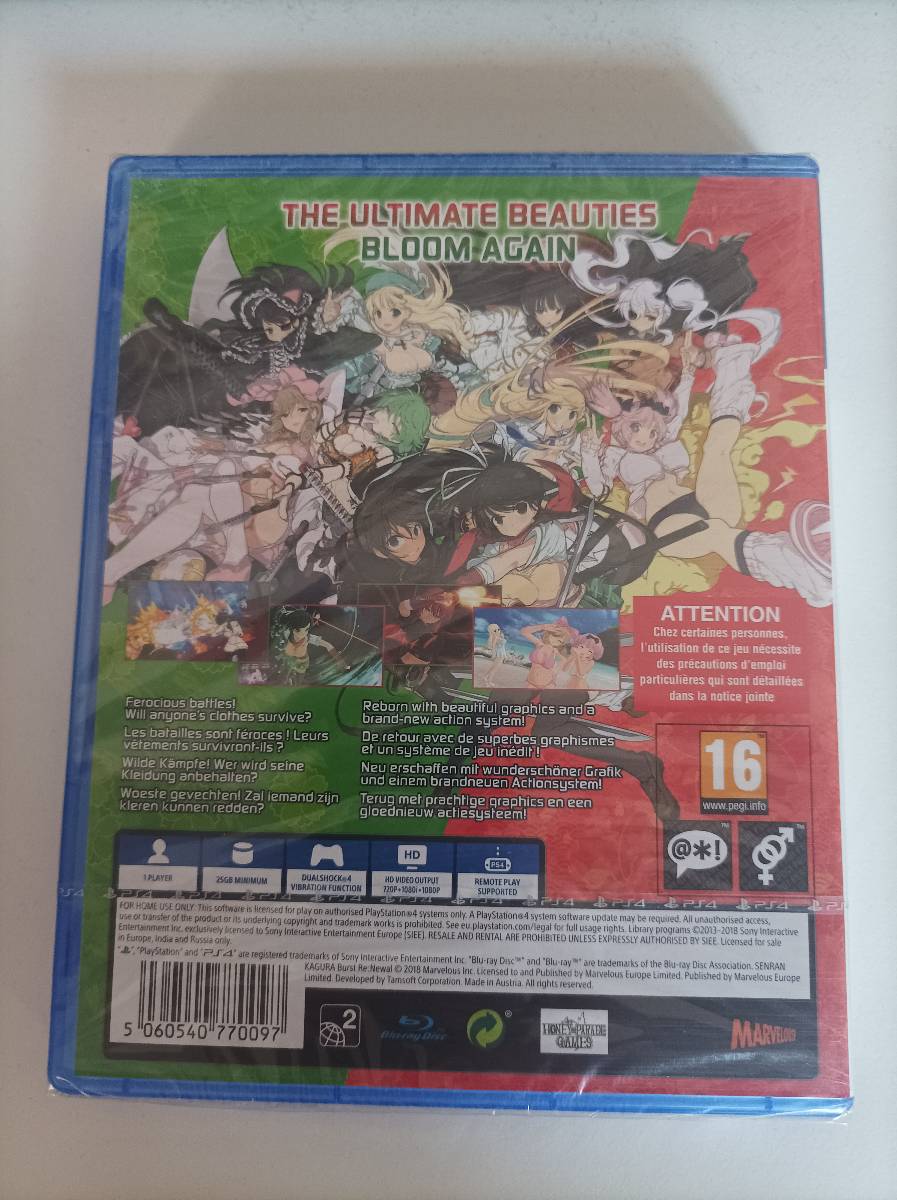 THE ULTIMATE BEAUTIES
BLOOM AGAIN
ATTENTION
Chez certaines personnes,
l'utilisation de ce jeu nécessite
des précautions d'emploi
particulières qui sont détaillées
dans la notice jointe
Ferocious battles!
Will anyone's clothes survive?
Les batailles sont féroces ! Leurs
vêtements survivront-ils ?
Wilde Kämpfe! Wer wird seine
Kleidung anbehalten?
Woeste gevechten! Zal iemand zijn
kleren kunnen redden?
Reborn with beautiful graphics and a
brand-new action system!
De retour avec de superbes graphismes
et un système de jeu inédit !
Neu erschaffen mit wunderschöner Grafik
und einem brandneuen Actionsystem!
Terug met prachtige graphics en een
gloednieuw actiesysteem!
16
www.pegi.info
@*!
1 PLAYER
25GB MINIMUM
DUALSHOCK®4
VIBRATION FUNCTION
HD
HD VIDEO OUTPUT
720P•1080i•1080P
PS4
REMOTE PLAY
SUPPORTED
PS4 PS4 PS4 PS4 PS4 PS4 PS4 PS4 PS4 PS4 PS4 PS4
FOR HOME USE ONLY. This software is licensed for play on authorised PlayStation®4 systems only. A PlayStation®4 system software update may be required. All unauthorised access,
use or transfer of the product or its underlying copyright and trademark works is prohibited. See eu.playstation.com/legal for full usage rights. Library programs ©2013-2018 Sony Interactive
Entertainment Inc. exclusively licensed to Sony Interactive Entertainment Europe (SIEE). RESALE AND RENTAL ARE PROHIBITED UNLESS EXPRESSLY AUTHORISED BY SIEE. Licensed for sale
in Europe, India and Russia only.
" ", "PlayStation" and "PS4" are registered trademarks of Sony Interactive Entertainment Inc. "Blu-ray Disc™" and "Blu-ray™" are trademarks of the Blu-ray Disc Association. SENRAN
KAGURA Burst Re:Newal © 2018 Marvelous Inc. Licensed to and Published by Marvelous Europe Limited. Published by Marvelous Europe
Limited. Developed by Tamsoft Corporation. Made in Austria. All rights reserved.
5 060540 770097
2
Blu-ray Disc
HONEY∞PARADE
GAMES
MARVELOUS